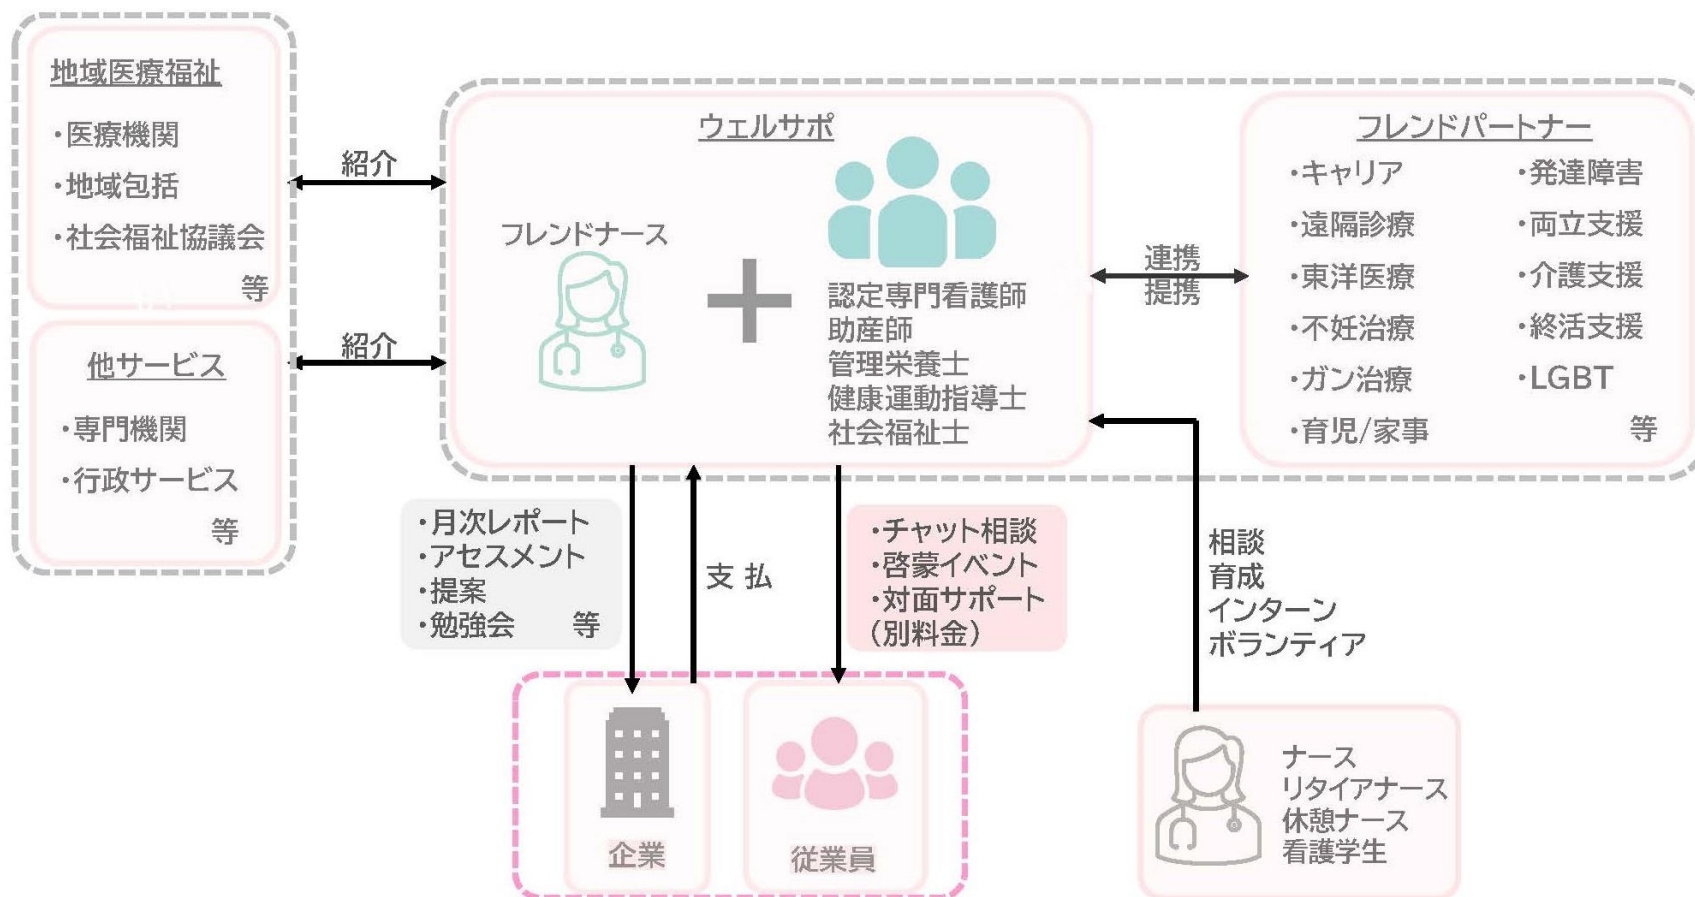 地域医療福祉
・医療機関
・地域包括
・社会福祉協議会
等
他サービス
・専門機関
・行政サービス
等
紹介
紹介
ウェルサポ
フレンドナース
認定専門看護師
助産師
管理栄養士
健康運動指導士
社会福祉士
連携
提携
フレンドパートナー
・キャリア
・遠隔診療
・東洋医療
・不妊治療
・ガン治療
・育児/家事
・発達障害
・両立支援
・介護支援
・終活支援
・LGBT
等
・月次レポート
・アセスメント
・提案
・勉強会 等
支 払
・チャット相談
・啓蒙イベント
・対面サポート
（別料金）
相談
育成
インターン
ボランティア
企業
従業員
ナース
リタイアナース
休憩ナース
看護学生